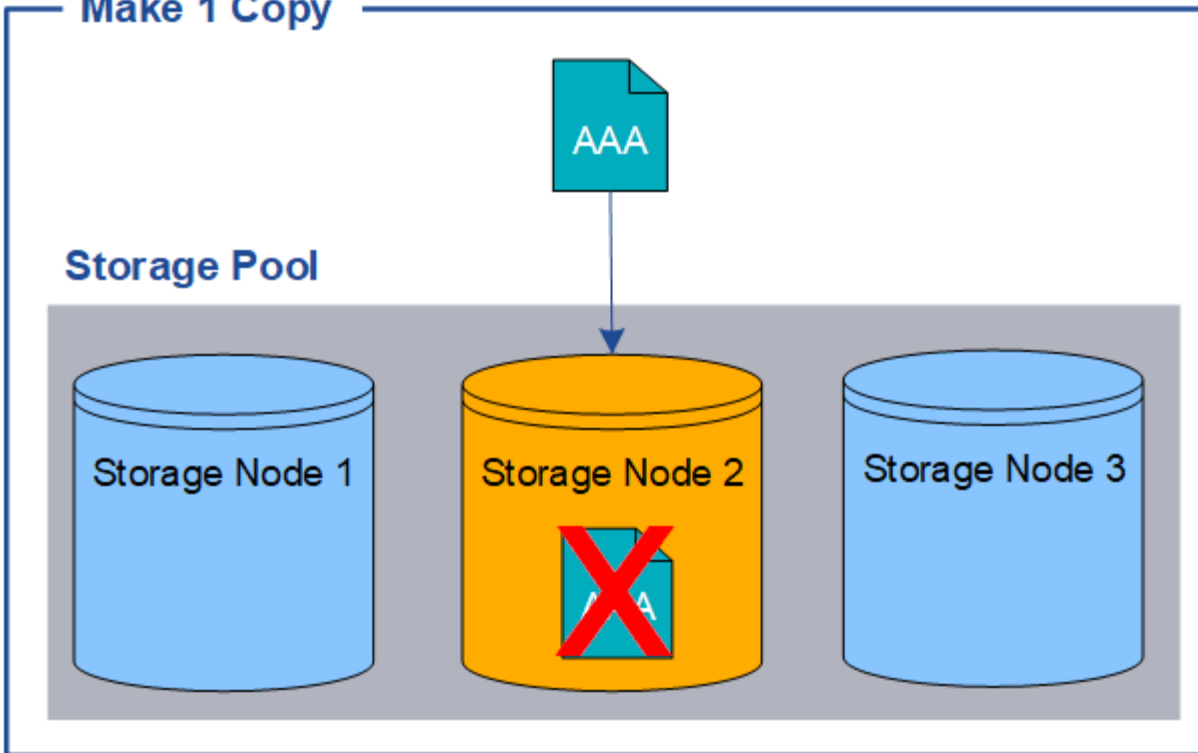 Make 1 Copy
AAA
Storage Pool
Storage Node 1
Storage Node 2
Storage Node 3